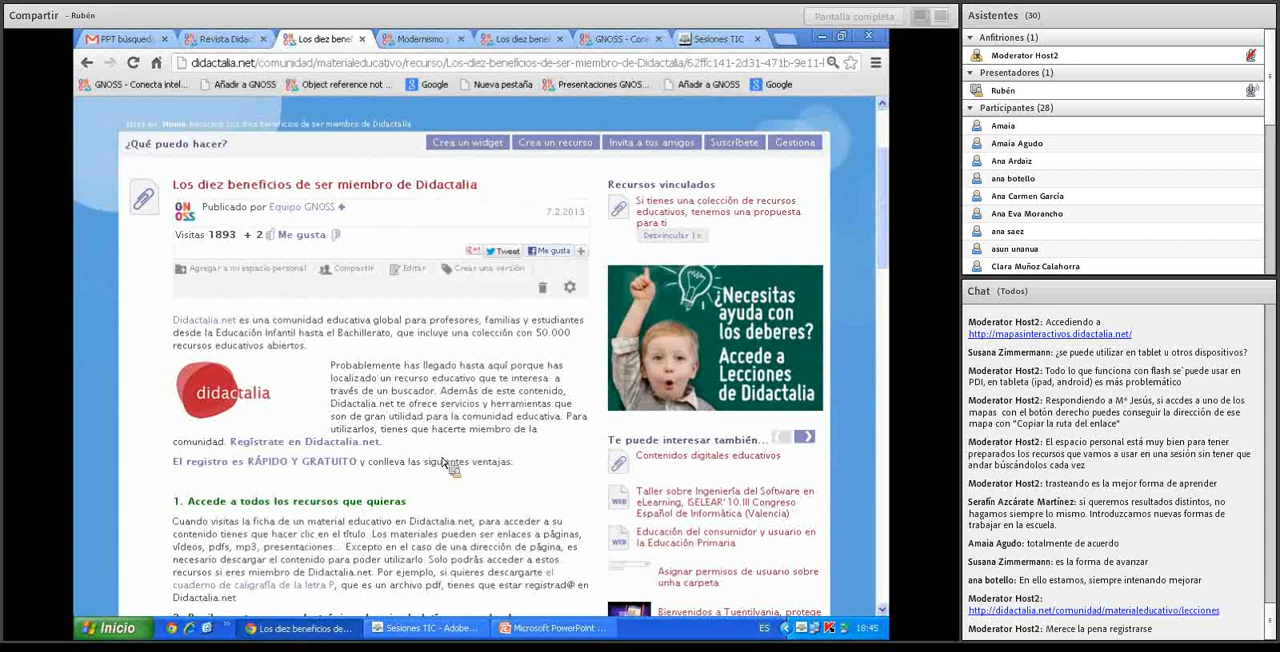 Compartir - Rubén
Pantalla completa
PPT búsqued
Revista Didac
Los diez benef
Modernismo y
Los diez benef
GNOSS - Con
Sesiones TIC
didactalia.net/comunidad/materialeducativo/recurso/Los-diez-beneficios-de-ser-miembro-de-Didactalia/62ffc141-2d31-471b-9e11-l
GNOSS - Conecta intel...
Añadir a GNOSS
Object reference not ...
Google
Nueva pestaña
Presentaciones GNOS...
Añadir a GNOSS
Google
¿Qué puedo hacer?
Crea un widget
Crea un recurso
Invita a tus amigos
Suscríbete
Gestiona
Los diez beneficios de ser miembro de Didactalia
GNOSS
Publicado por Equipo GNOSS
7.2.2013
Visitas 1893 + 2 Me gusta
Tweet
Me gusta
Agregar a mi espacio personal
Compartir
Editar
Crear una versión
Didactalia.net es una comunidad educativa global para profesores, familias y estudiantes
desde la Educación Infantil hasta el Bachillerato, que incluye una colección con 50.000
recursos educativos abiertos.
didactalia
Probablemente has llegado hasta aquí porque has
localizado un recurso educativo que te interesa a
través de un buscador. Además de este contenido,
Didactalia.net te ofrece servicios y herramientas que
son de gran utilidad para la comunidad educativa. Para
utilizarlos, tienes que hacerte miembro de la
comunidad. Regístrate en Didactalia.net.
El registro es RÁPIDO Y GRATUITO y conlleva las siguientes ventajas:
1. Accede a todos los recursos que quieras
Cuando visitas la ficha de un material educativo en Didactalia.net, para acceder a su
contenido tienes que hacer clic en el título. Los materiales pueden ser enlaces a páginas,
vídeos, pdfs, mp3, presentaciones... Excepto en el caso de una dirección de página, es
necesario descargar el contenido para poder utilizarlo. Solo podrás acceder a estos
recursos si eres miembro de Didactalia.net. Por ejemplo, si quieres descargarte el
cuaderno de caligrafía de la letra P, que es un archivo pdf, tienes que estar registrad@ en
Didactalia.net
Recursos vinculados
Si tienes una colección de recursos
educativos, tenemos una propuesta
para ti
Desvincular
¿Necesitas
ayuda con
los deberes?
Accede a
Lecciones
de Didactalia
Te puede interesar también...
Contenidos digitales educativos
WEB
Taller sobre Ingeniería del Software en
eLearning, ISELEAR'10.III Congreso
Español de Informática (Valencia)
WEB
Educación del consumidor y usuario en
la Educación Primaria
Asignar permisos de usuario sobre
una carpeta
Bienvenidos a Tuentilvania, protege
Inicio
Los diez beneficios de...
Sesiones TIC - Adobe...
Microsoft PowerPoint ...
ES
18:45
Asistentes (30)
Anfitriones (1)
Moderator Host2
Presentadores (1)
Rubén
Participantes (28)
Amaia
Amaia Agudo
Ana Ardaiz
ana botello
Ana Carmen García
Ana Eva Morancho
ana saez
asun unanua
Clara Muñoz Calahorra
Chat (Todos)
Moderator Host2: Accediendo a
http://mapasinteractivos.didactalia.net/
Susana Zimmermann: ¿se puede utilizar en tablet u otros dispositivos?
Moderator Host2: Todo lo que funciona con flash se`puede usar en
PDI, en tableta (ipad, android) es más problemático
Moderator Host2: Respondiendo a Mª Jesús, si accdes a uno de los
mapas con el botón derecho puedes conseguir la dirección de ese
mapa con "Copiar la ruta del enlace"
Moderator Host2: El espacio personal está muy bien para tener
preparados los recursos que vamos a usar en una sesión sin tener que
andar búscándolos cada vez
Moderator Host2: trasteando es la mejor forma de aprender
Serafín Azcárate Martínez: si queremos resultados distintos, no
hagamos siempre lo mismo. Introduzcamos nuevas formas de
trabajar en la escuela.
Amaia Agudo: totalmente de acuerdo
Susana Zimmermann: es la forma de avanzar
ana botello: En ello estamos, siempre intenando mejorar
Moderator Host2:
http://didactalia.net/comunidad/materialeducativo/lecciones
Moderator Host2: Merece la pena registrarse